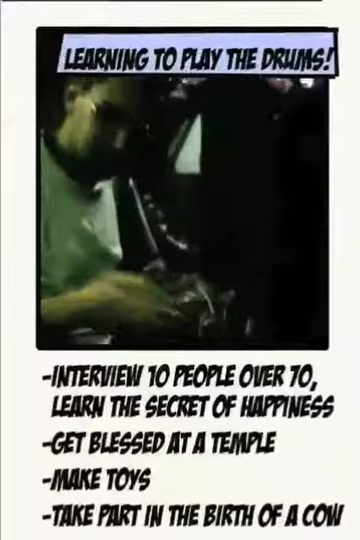 LEARNING TO PLAY THE DRUMS!
-INTERVIEW 10 PEOPLE OVER 70,
LEARN THE SECRET OF HAPPINESS
-GET BLESSED AT A TEMPLE
-MAKE TOYS
-TAKE PART IN THE BIRTH OF A COW